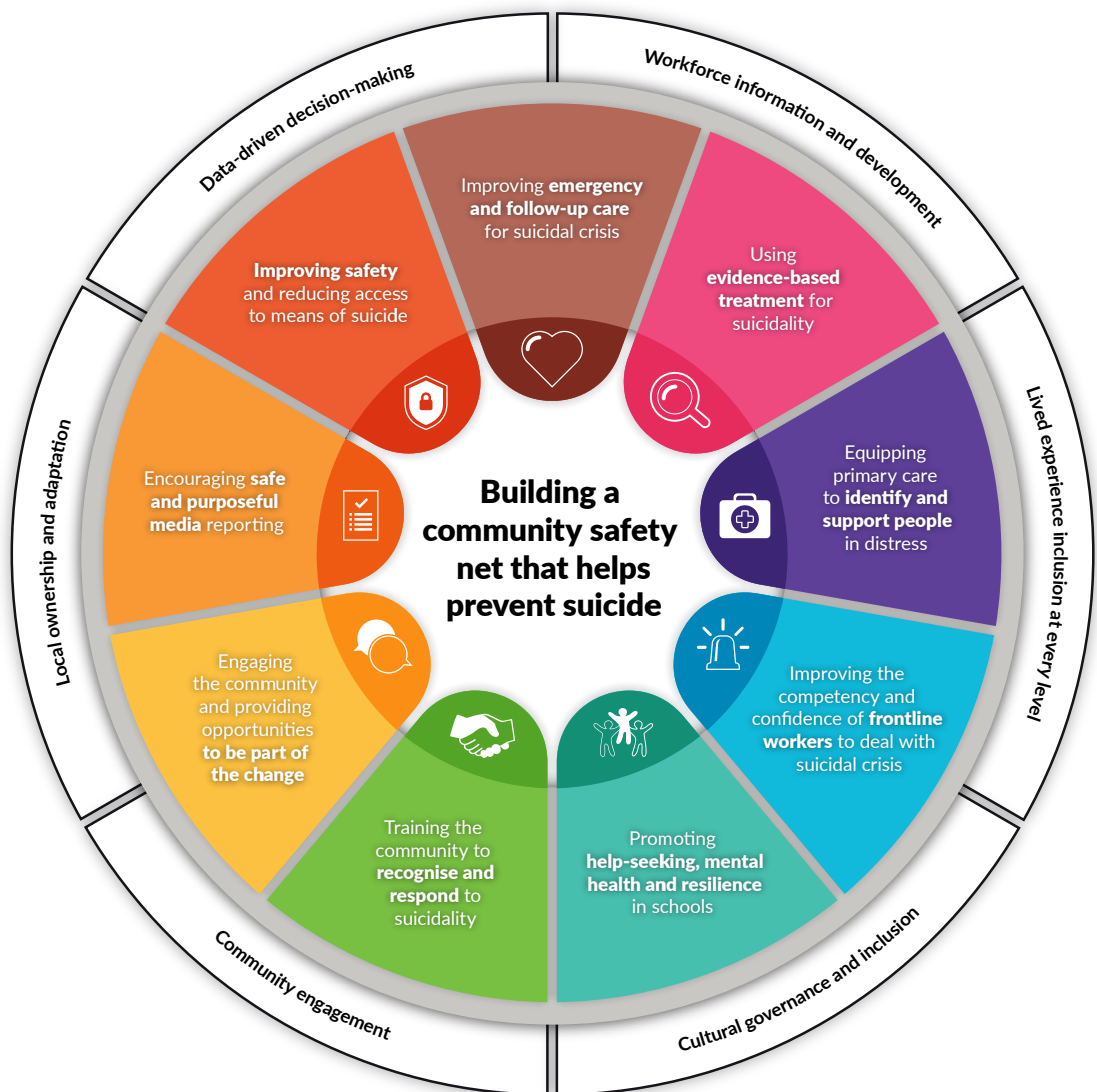 Data-driven decision-making
Workforce information and development
Lived experience inclusion at every level
Cultural governance and inclusion
Community engagement
Local ownership and adaptation
Improving emergency
and follow-up care
for suicidal crisis
Using
evidence-based
treatment for
suicidality
Equipping
primary care
to identify and
support people
in distress
Improving the
competency and
confidence of frontline
workers to deal with
suicidal crisis
Promoting
help-seeking, mental
health and resilience
in schools
Training the
community to
recognise and
respond to
suicidality
Engaging
the community
and providing
opportunities
to be part of
the change
Encouraging safe
and purposeful
media reporting
Improving safety
and reducing access
to means of suicide
Building a
community safety
net that helps
prevent suicide